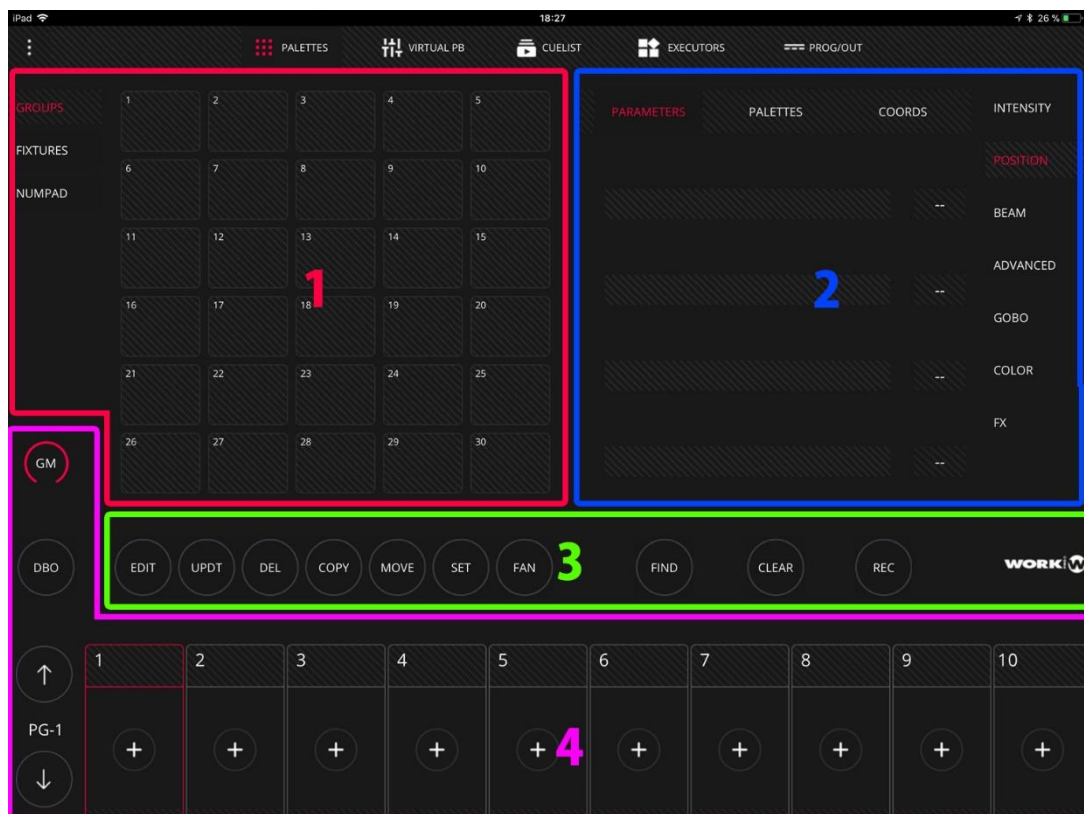 iPad 18:27 26 %
PALETTES VIRTUAL PB CUELIST EXECUTORS PROG/OUT
GROUPS
FIXTURES
NUMPAD
1 2 3 4 5
6 7 8 9 10
11 12 13 14 15
16 17 18 19 20
21 22 23 24 25
26 27 28 29 30
1
PARAMETERS PALETTES COORDS
--
--
--
--
INTENSITY
POSITION
BEAM
ADVANCED
GOBO
COLOR
FX
2
GM
DBO
EDIT UPDT DEL COPY MOVE SET FAN 3 FIND CLEAR REC
WORK W
PG-1
1 2 3 4 5 6 7 8 9 10
+ + + + + + + + + +
4